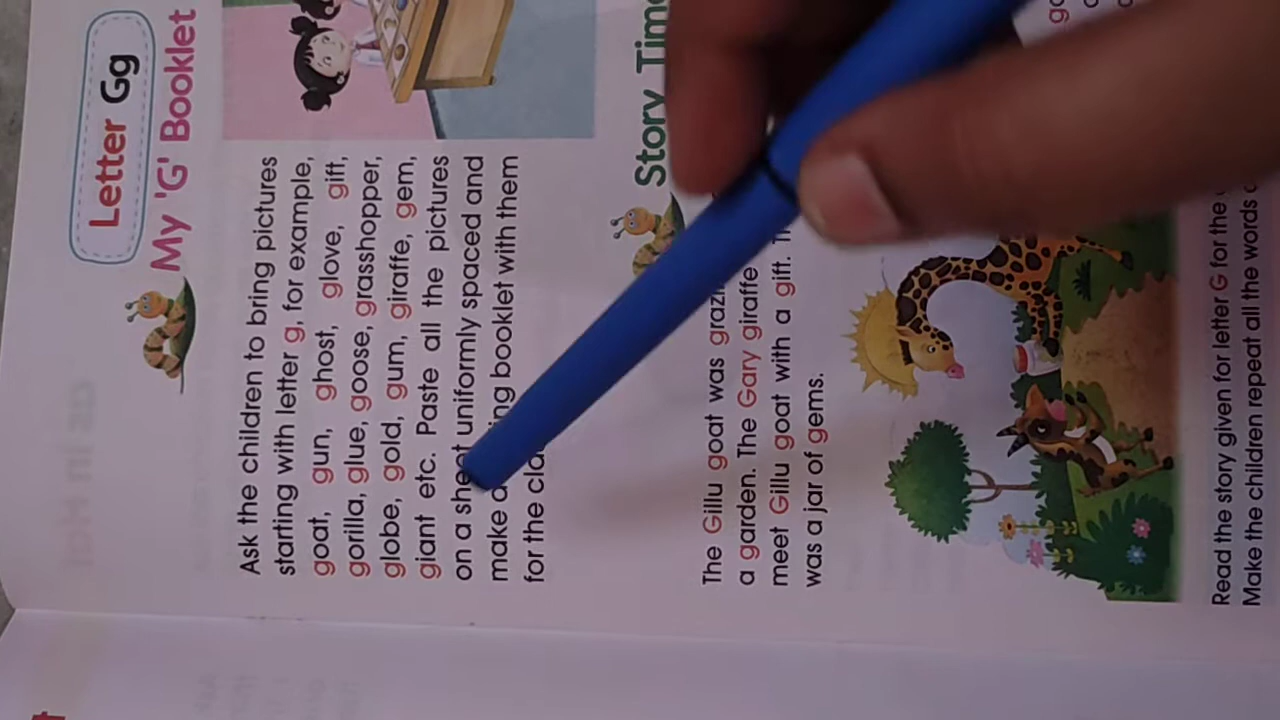 Letter Gg
My 'G' Booklet
Ask the children to bring pictures
starting with letter g, for example,
goat, gun, ghost, glove, gift,
gorilla, glue, goose, grasshopper,
globe, gold, gum, giraffe, gem,
giant etc. Paste all the pictures
on a sheet uniformly spaced and
make booklet with them
for the
Story Time
The Gillu goat was
a garden. The Gary giraffe
meet Gillu goat with a gift.
was a jar of gems.
Read the story given for letter G for the
Make the children repeat all the words